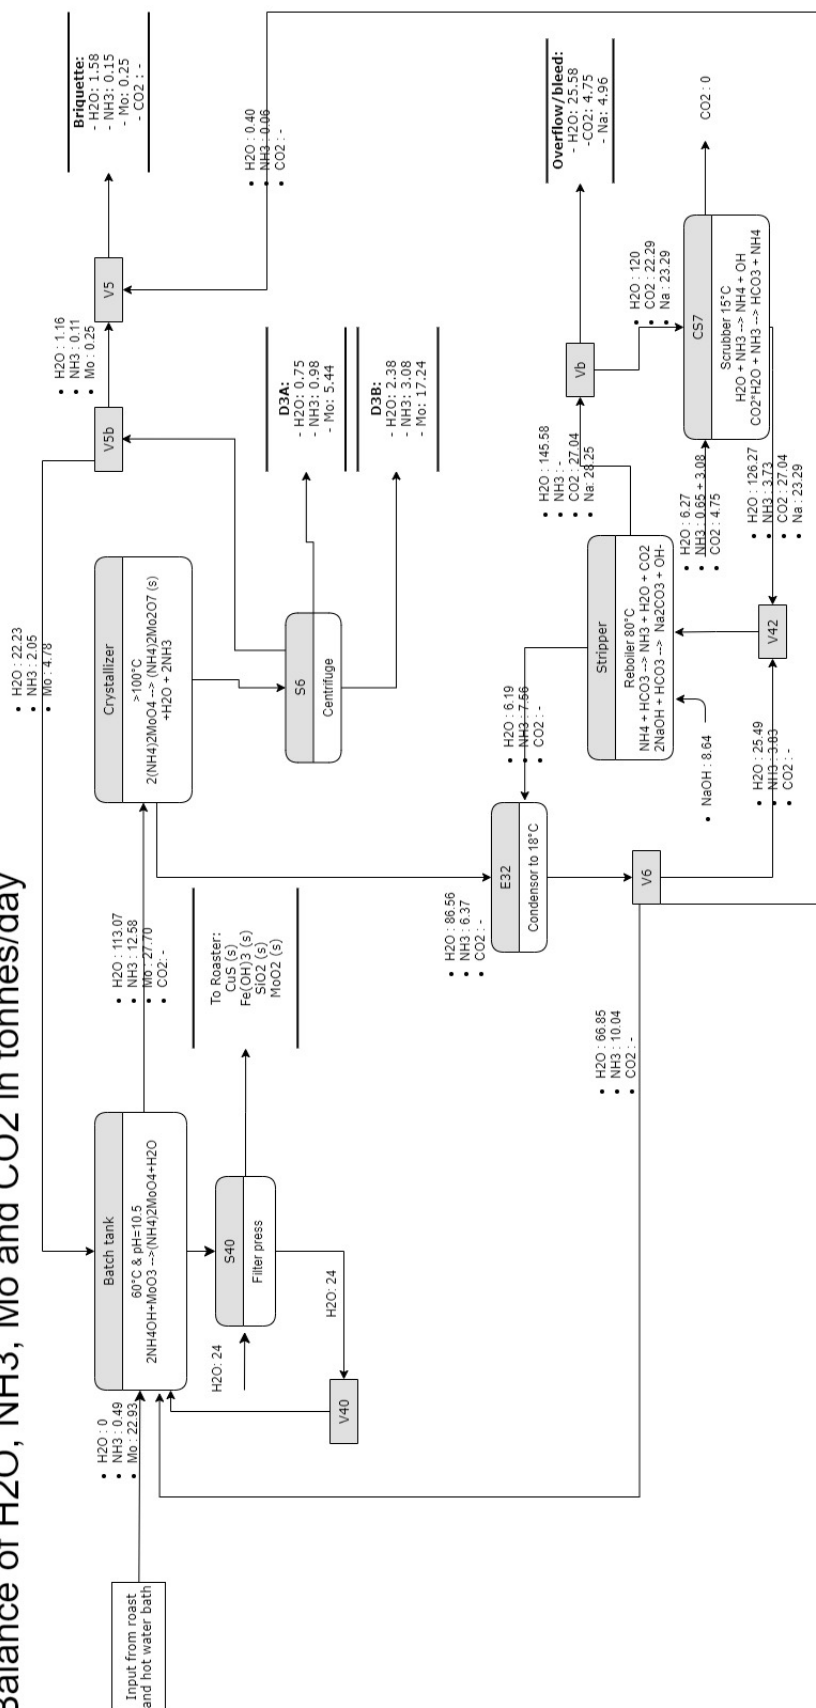 Balance of H2O, NH3, Mo and CO2 in tonnes/day
Input from roast
and hot water bath
• H2O : 0
• NH3 : 0.49
• Mo : 22.93
Batch tank
60°C & pH=10.5
2NH4OH+MoO3 -->(NH4)2MoO4+H2O
H2O: 24
S40
Filter press
H2O: 24
V40
To Roaster:
CuS (s)
Fe(OH)3 (s)
SiO2 (s)
MoO2 (s)
• H2O : 113.07
• NH3 : 12.58
• Mo : 27.70
• CO2: -
• H2O : 22.23
• NH3 : 2.05
• Mo : 4.78
Crystallizer
>100°C
2(NH4)2MoO4 --> (NH4)2Mo2O7 (s)
+H2O + 2NH3
S6
Centrifuge
V5b
• H2O : 1.16
• NH3 : 0.11
• Mo : 0.25
V5
Briquette:
- H2O: 1.58
- NH3: 0.15
- Mo: 0.25
- CO2 : -
• H2O : 0.40
• NH3 : 0.06
• CO2 : -
D3A:
- H2O: 0.75
- NH3: 0.98
- Mo: 5.44
D3B:
- H2O: 2.38
- NH3: 3.08
- Mo: 17.24
• H2O : 86.56
• NH3 : 6.37
• CO2 : -
E32
Condensor to 18°C
• H2O : 6.19
• NH3 : 7.56
• CO2 : -
V6
• H2O : 66.85
• NH3 : 10.04
• CO2 : -
Stripper
Reboiler 80°C
NH4 + HCO3 --> NH3 + H2O + CO2
2NaOH + HCO3 --> Na2CO3 + OH-
• NaOH : 8.64
• H2O : 25.49
• NH3 : 3.83
• CO2 : -
V42
• H2O : 145.58
• NH3 : -
• CO2 : 27.04
• Na: 28.25
Vb
Overflow/bleed:
- H2O: 25.58
-CO2: 4.75
- Na: 4.96
• H2O : 120
• CO2 : 22.29
• Na : 23.29
• H2O : 6.27
• NH3 : 0.65 + 3.08
• CO2 : 4.75
CS7
Scrubber 15°C
H2O + NH3 --> NH4 + OH
CO2*H2O + NH3 --> HCO3 + NH4
CO2 : 0
• H2O : 126.27
• NH3 : 3.73
• CO2 : 27.04
• Na : 23.29